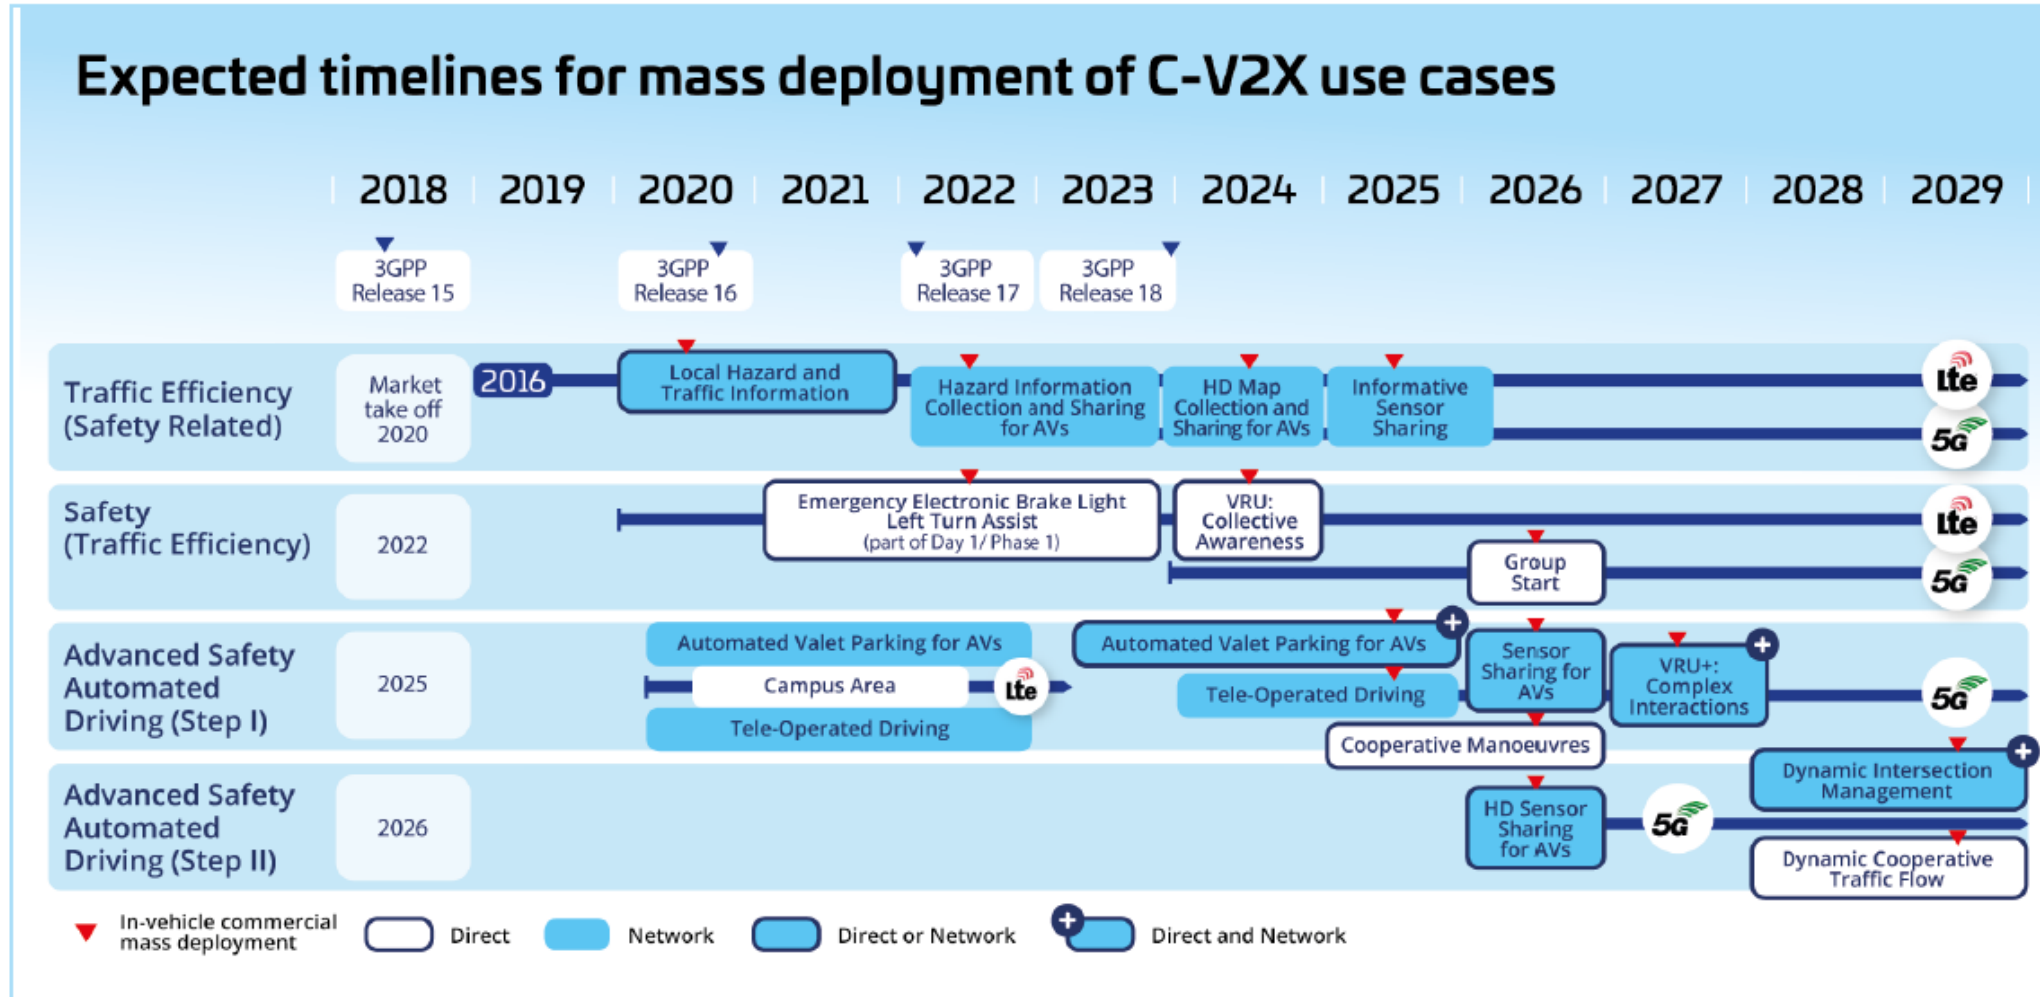 Expected timelines for mass deployment of C-V2X use cases
2018 2019 2020 2021 2022 2023 2024 2025 2026 2027 2028 2029
3GPP
Release 15
3GPP
Release 16
3GPP
Release 17
3GPP
Release 18
Traffic Efficiency
(Safety Related)
Market
take off
2020
2016
Local Hazard and
Traffic Information
Hazard Information
Collection and Sharing
for AVs
HD Map
Collection and
Sharing for AVs
Informative
Sensor
Sharing
Lte
5G
Safety
(Traffic Efficiency)
2022
Emergency Electronic Brake Light
Left Turn Assist
(part of Day 1/ Phase 1)
VRU:
Collective
Awareness
Group
Start
Lte
5G
Advanced Safety
Automated
Driving (Step I)
2025
Automated Valet Parking for AVs
Campus Area
Lte
Tele-Operated Driving
Automated Valet Parking for AVs
+
Tele-Operated Driving
Cooperative Manoeuvres
Sensor
Sharing for
AVs
VRU+:
Complex
Interactions
+
5G
Advanced Safety
Automated
Driving (Step II)
2026
HD Sensor
Sharing
for AVs
5G
Dynamic Intersection
Management
+
Dynamic Cooperative
Traffic Flow
In-vehicle commercial
mass deployment
Direct
Network
Direct or Network
+
Direct and Network